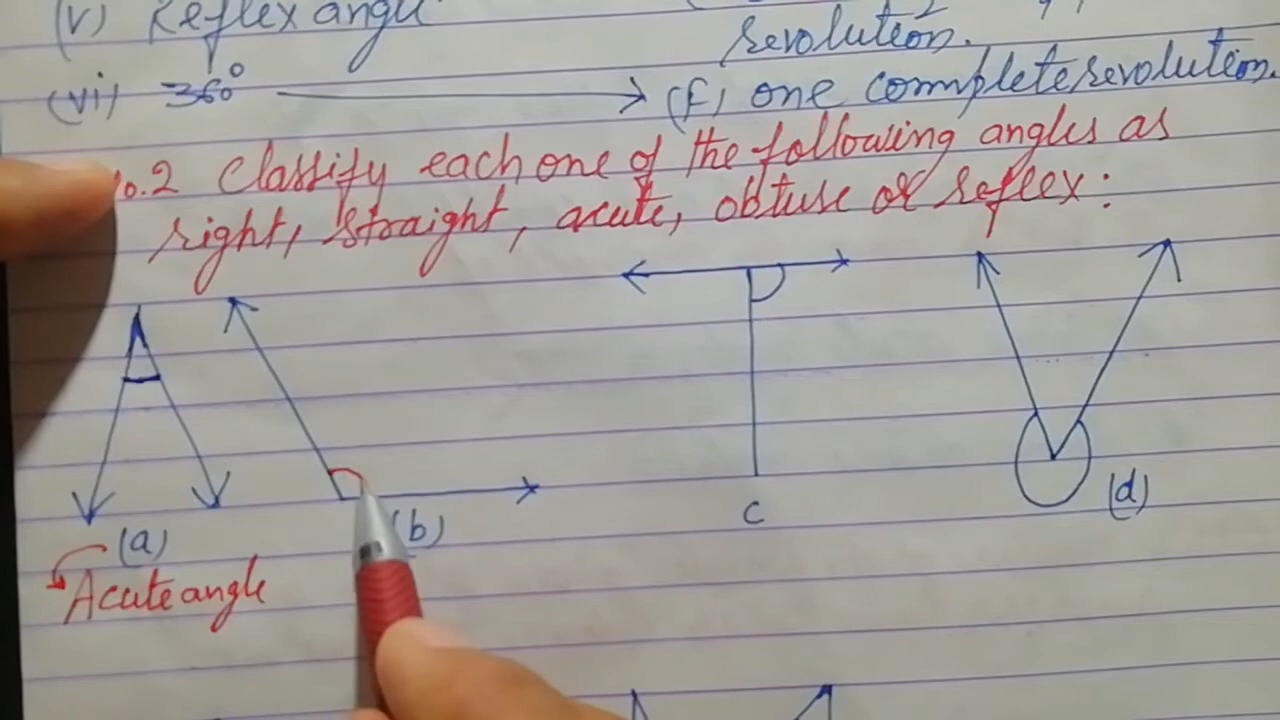 (v) Reflex angle
revolution.
(vi) 360° → (f) one complete revolution.
o.2 Classify each one of the following angles as
right, straight, acute, obtuse or reflex:
(a) (b) c (d)
Acute angle